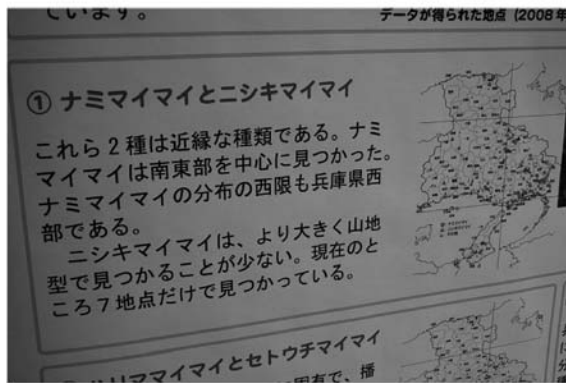 ています。
データが得られた地点(2008年
① ナミマイマイとニシキマイマイ
これら2種は近縁な種類である。ナミ
マイマイは南東部を中心に見つかった。
ナミマイマイの分布の西限も兵庫県西
部である。
ニシキマイマイは、より大きく山地
型で見つかることが少ない。現在のと
ころ7地点だけで見つかっている。
ハリママイマイとセトウチマイマイ
固有で、播